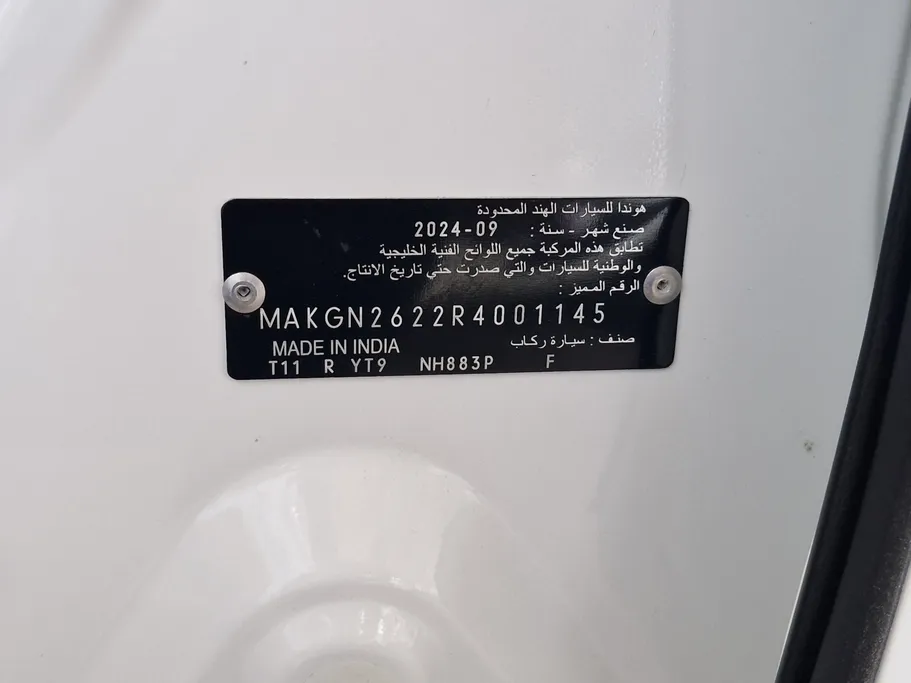 هوندا للسيارات الهند المحدودة
صنع شهر - سنة : 2024-09
تطابق هذه المركبة جميع اللوائح الفنية الخليجية
والوطنية للسيارات والتي صدرت حتي تاريخ الانتاج.
الرقم المميز :
MAKGN2622R4001145
صنف : سيارة ركاب
MADE IN INDIA
T11 R YT9 NH883P F